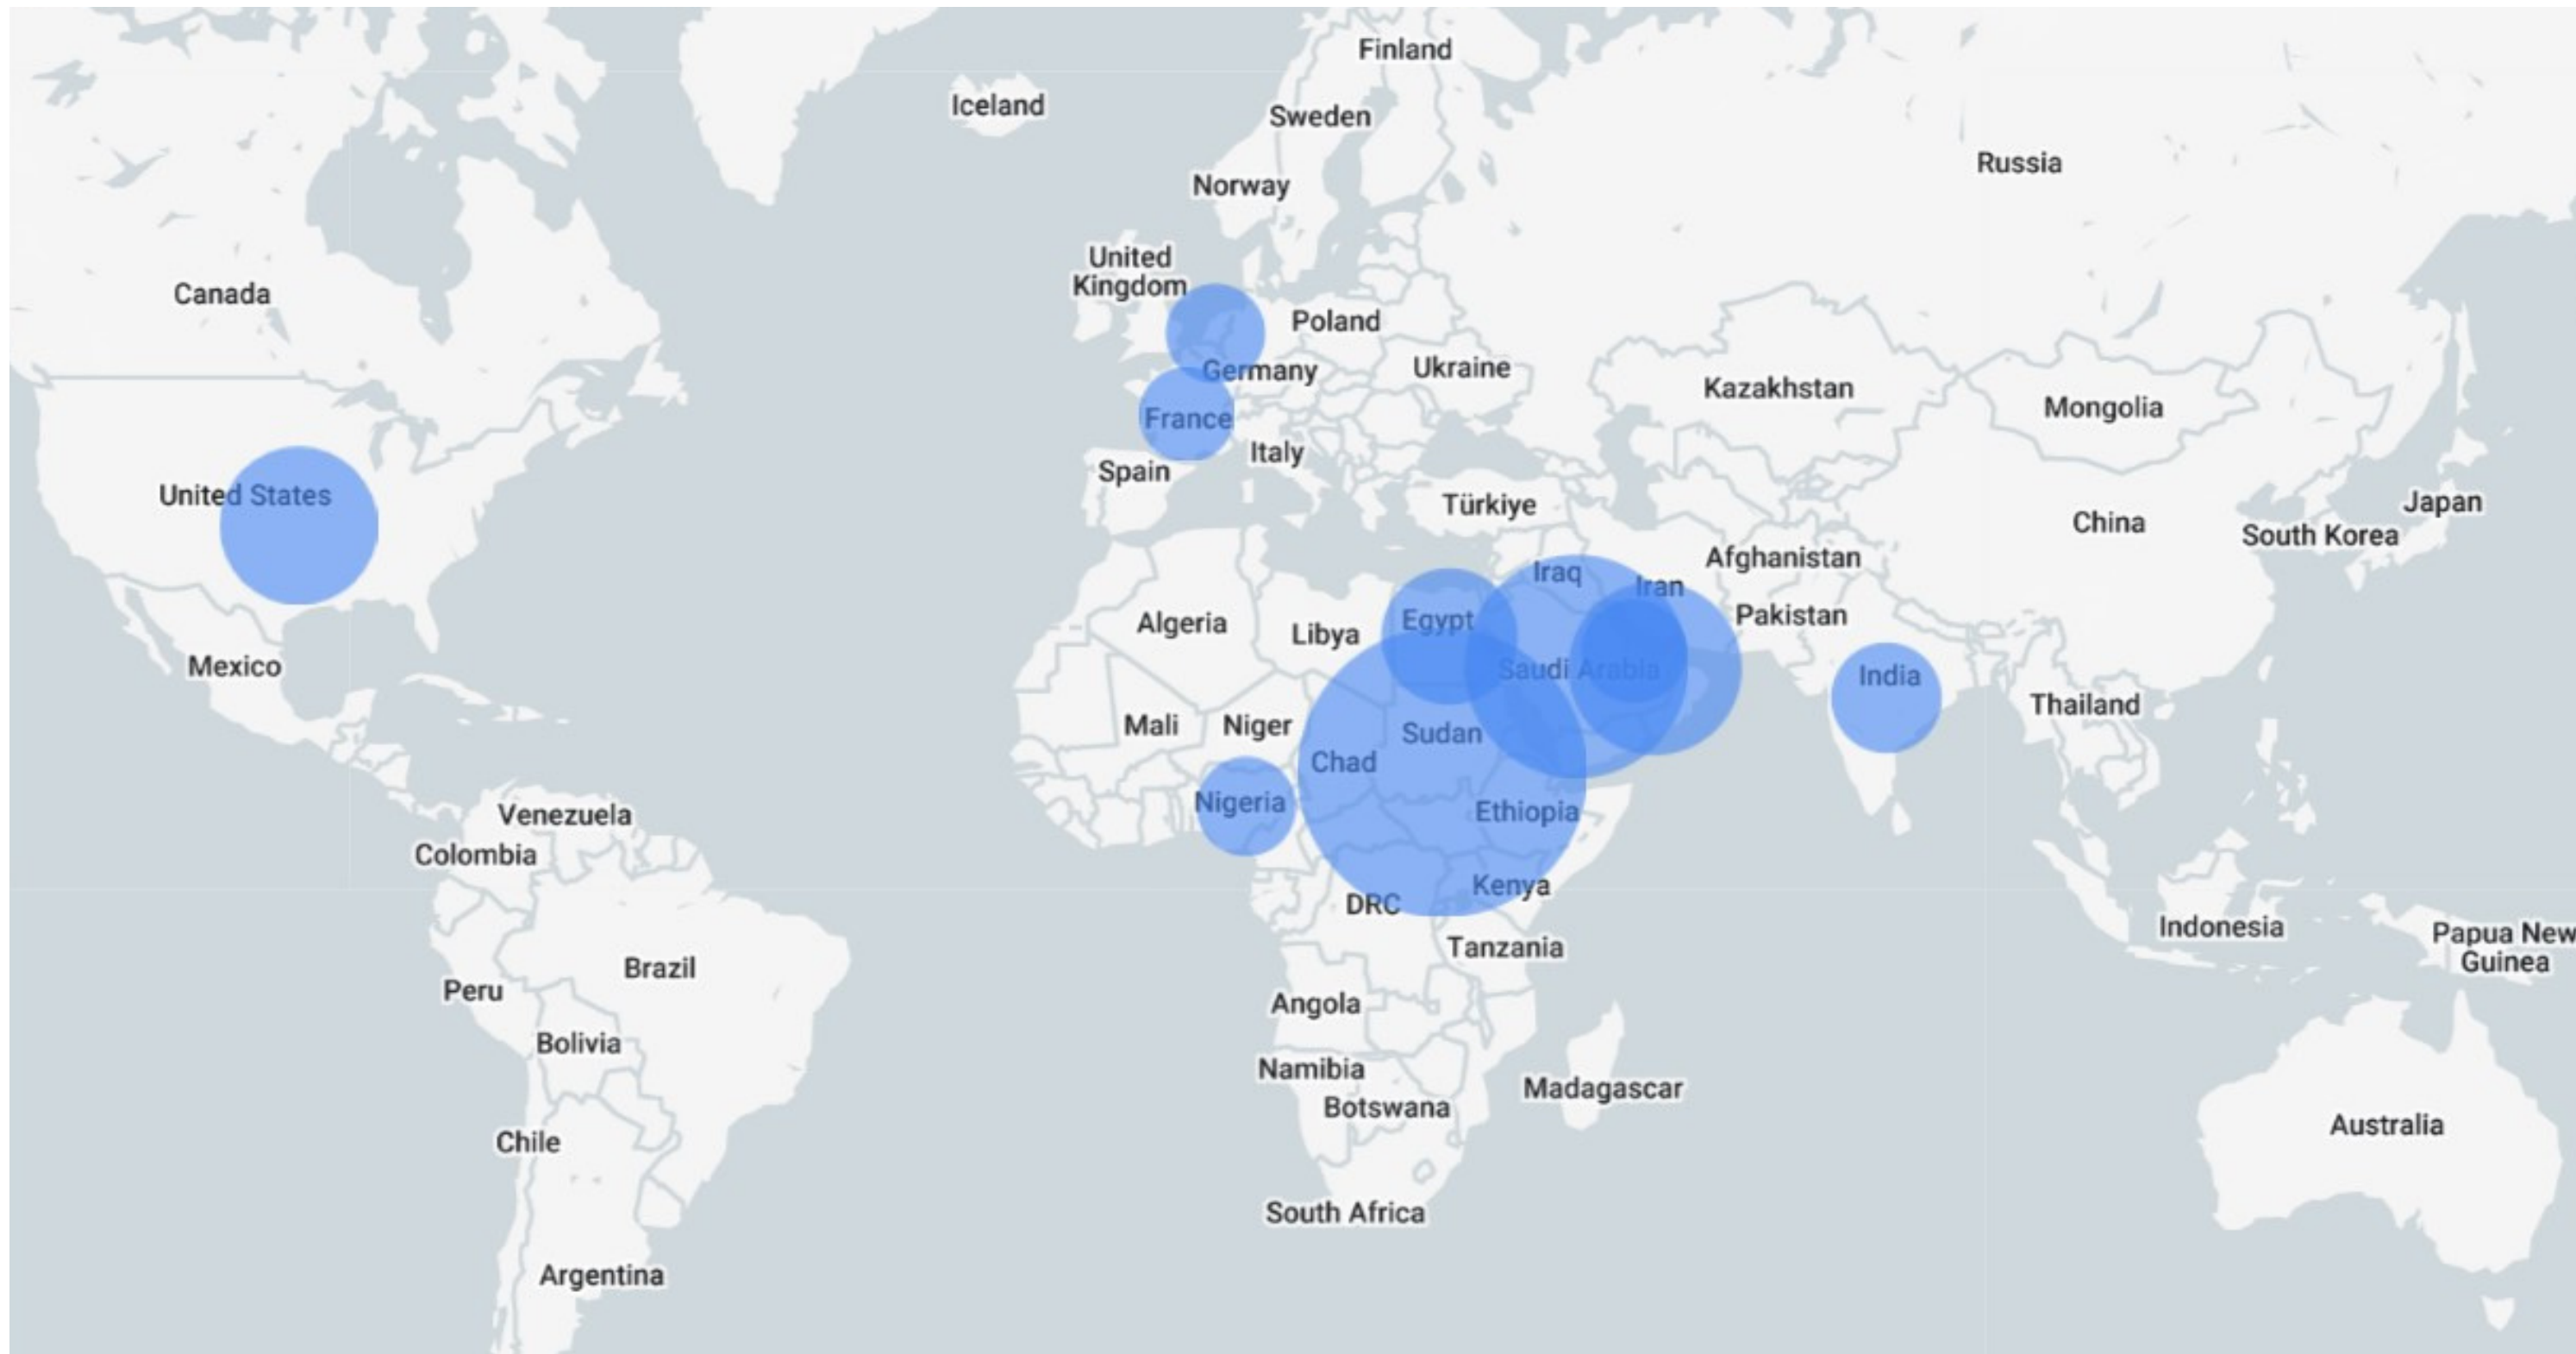 Finland
Iceland
Sweden
Russia
Norway
United
Kingdom
Canada
Poland
Germany
Ukraine
Kazakhstan
Mongolia
France
Italy
Spain
United States
Türkiye
Japan
China
South Korea
Afghanistan
Iraq
Iran
Pakistan
Algeria
Libya
Egypt
Mexico
Saudi Arabia
India
Thailand
Mali
Niger
Sudan
Chad
Nigeria
Ethiopia
Venezuela
Colombia
Kenya
DRC
Indonesia
Papua New
Guinea
Tanzania
Brazil
Peru
Angola
Bolivia
Namibia
Madagascar
Botswana
Australia
Chile
South Africa
Argentina